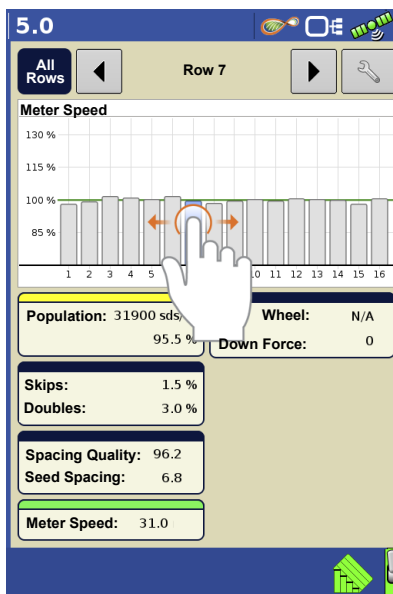 5.0
All
Rows
Row 7
Meter Speed
130 %
115 %
100 %
85 %
1 2 3 4 5 10 11 12 13 14 15 16
Population: 31900 sds/
95.5 %
Wheel: N/A
Down Force: 0
Skips: 1.5 %
Doubles: 3.0 %
Spacing Quality: 96.2
Seed Spacing: 6.8
Meter Speed: 31.0